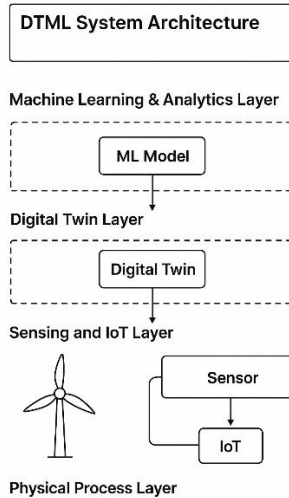 DTML System Architecture
Machine Learning & Analytics Layer
ML Model
Digital Twin Layer
Digital Twin
Sensing and IoT Layer
Sensor
IoT
Physical Process Layer